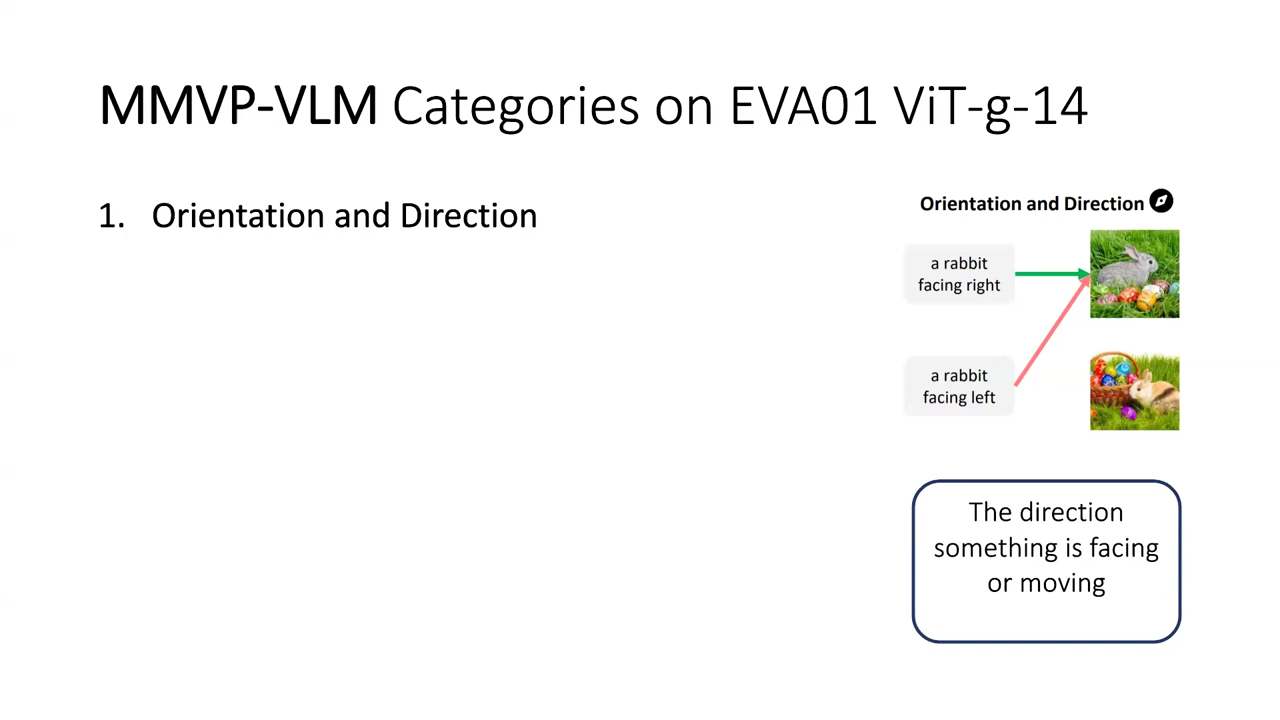 MMVP-VLM Categories on EVA01 ViT-g-14
1. Orientation and Direction
Orientation and Direction
a rabbit
facing right
a rabbit
facing left
The direction
something is facing
or moving